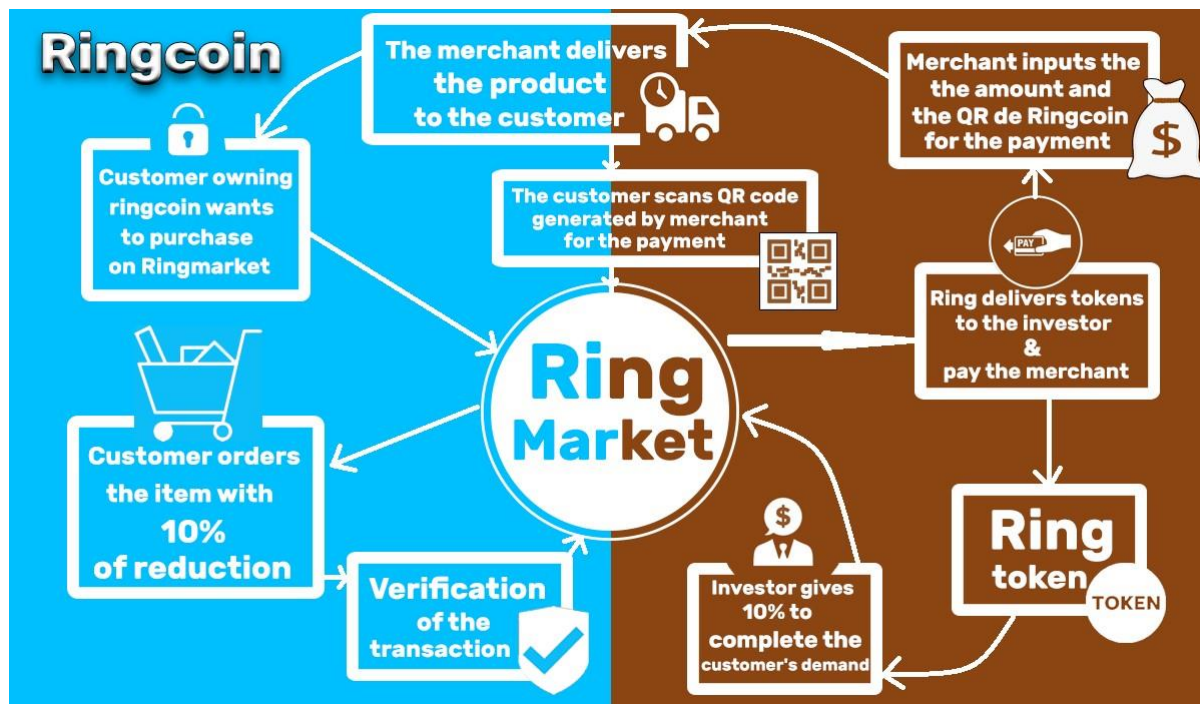 Ringcoin
The merchant delivers
the product
to the customer
Merchant inputs the
the amount and
the QR de Ringcoin
for the payment
$
Customer owning
ringcoin wants
to purchase
on Ringmarket
The customer scans QR code
generated by merchant
for the payment
PAY
Ring delivers tokens
to the investor
&
pay the merchant
Ring
Market
Customer orders
the item with
10%
of reduction
Verification
of the
transaction
$
Investor gives
10% to
complete the
customer's demand
Ring
token
TOKEN